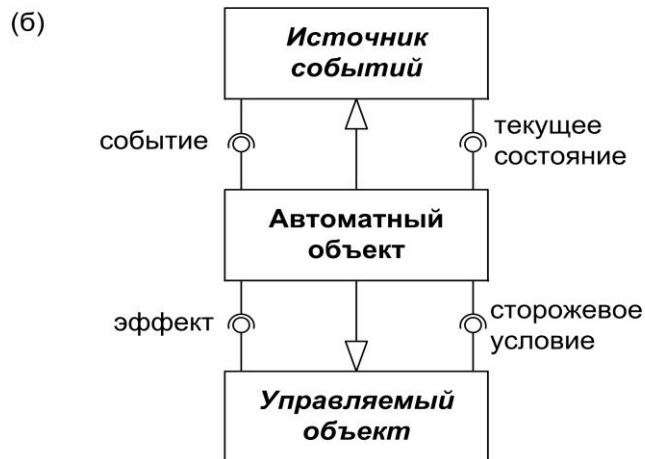 (б)
Источник
событий
событие
текущее
состояние
Автоматный
объект
эффект
сторожевое
условие
Управляемый
объект